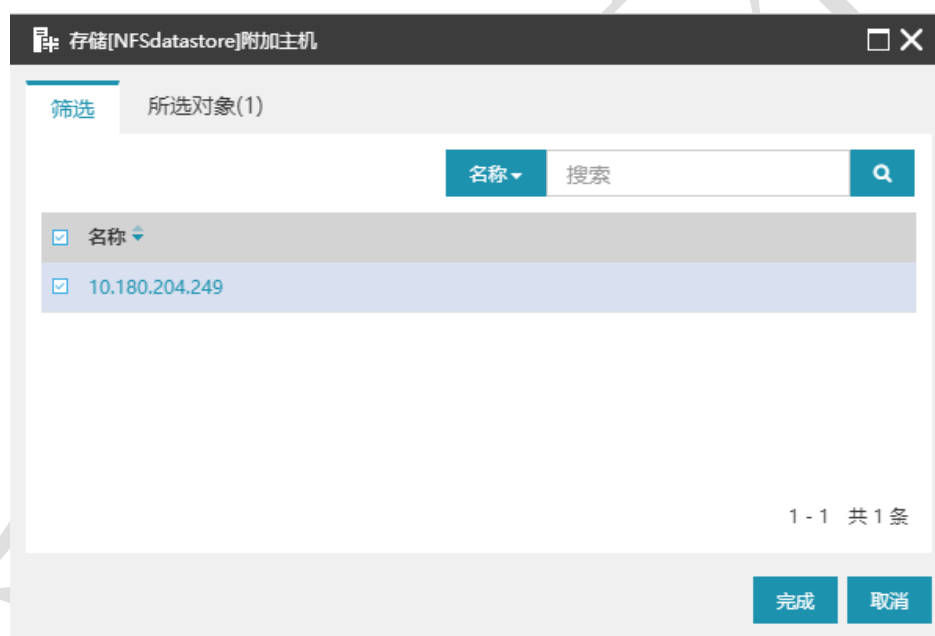 存储[NFSdatastore]附加主机
筛选 所选对象(1)
名称 搜索
名称
10.180.204.249
1 - 1 共 1 条
完成 取消